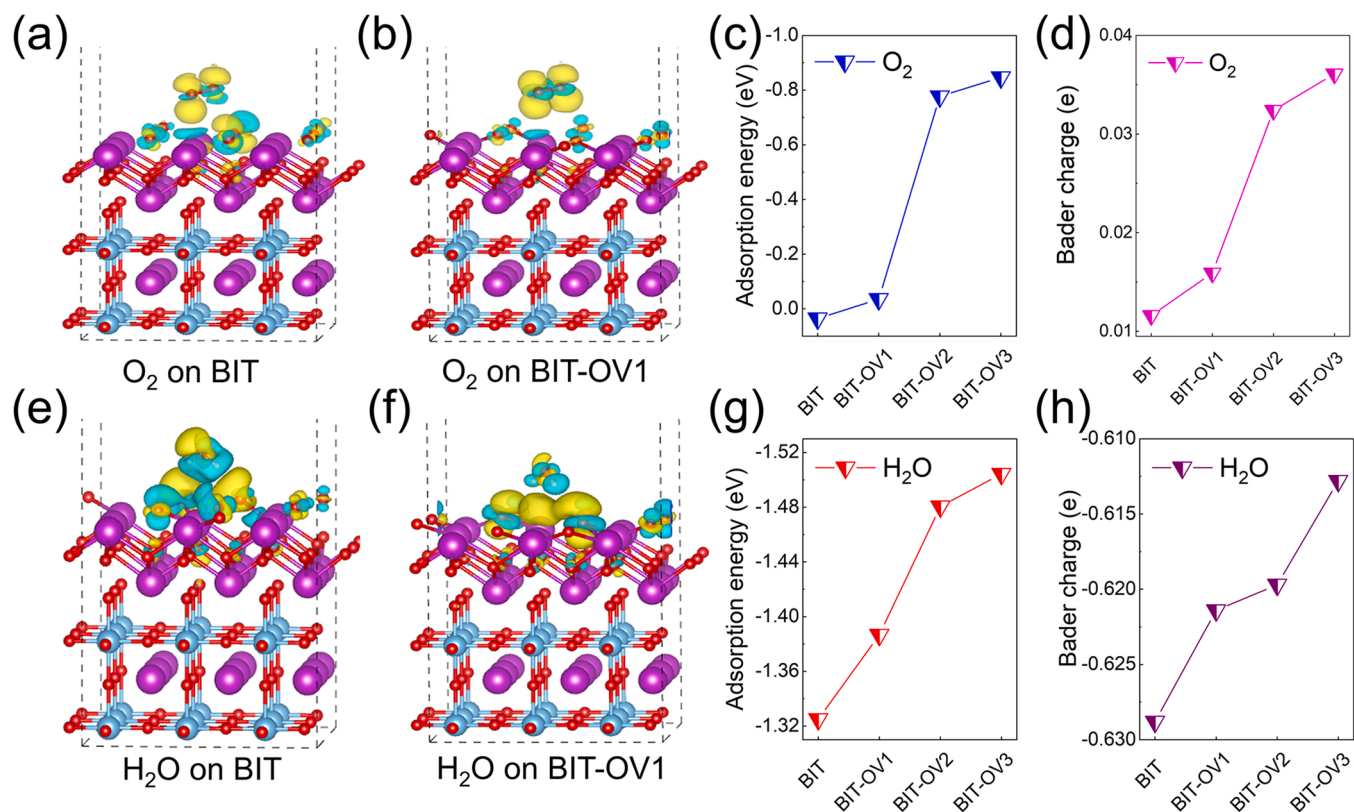 (a)
O₂ on BIT
(b)
O₂ on BIT-OV1
(c)
Adsorption energy (eV)
-1.0
-0.8
-0.6
-0.4
-0.2
0.0
O₂
BIT
BIT-OV1
BIT-OV2
BIT-OV3
(d)
Bader charge (e)
0.04
0.03
0.02
0.01
O₂
BIT
BIT-OV1
BIT-OV2
BIT-OV3
(e)
H₂O on BIT
(f)
H₂O on BIT-OV1
(g)
Adsorption energy (eV)
-1.52
-1.48
-1.44
-1.40
-1.36
-1.32
H₂O
BIT
BIT-OV1
BIT-OV2
BIT-OV3
(h)
Bader charge (e)
-0.610
-0.615
-0.620
-0.625
-0.630
H₂O
BIT
BIT-OV1
BIT-OV2
BIT-OV3